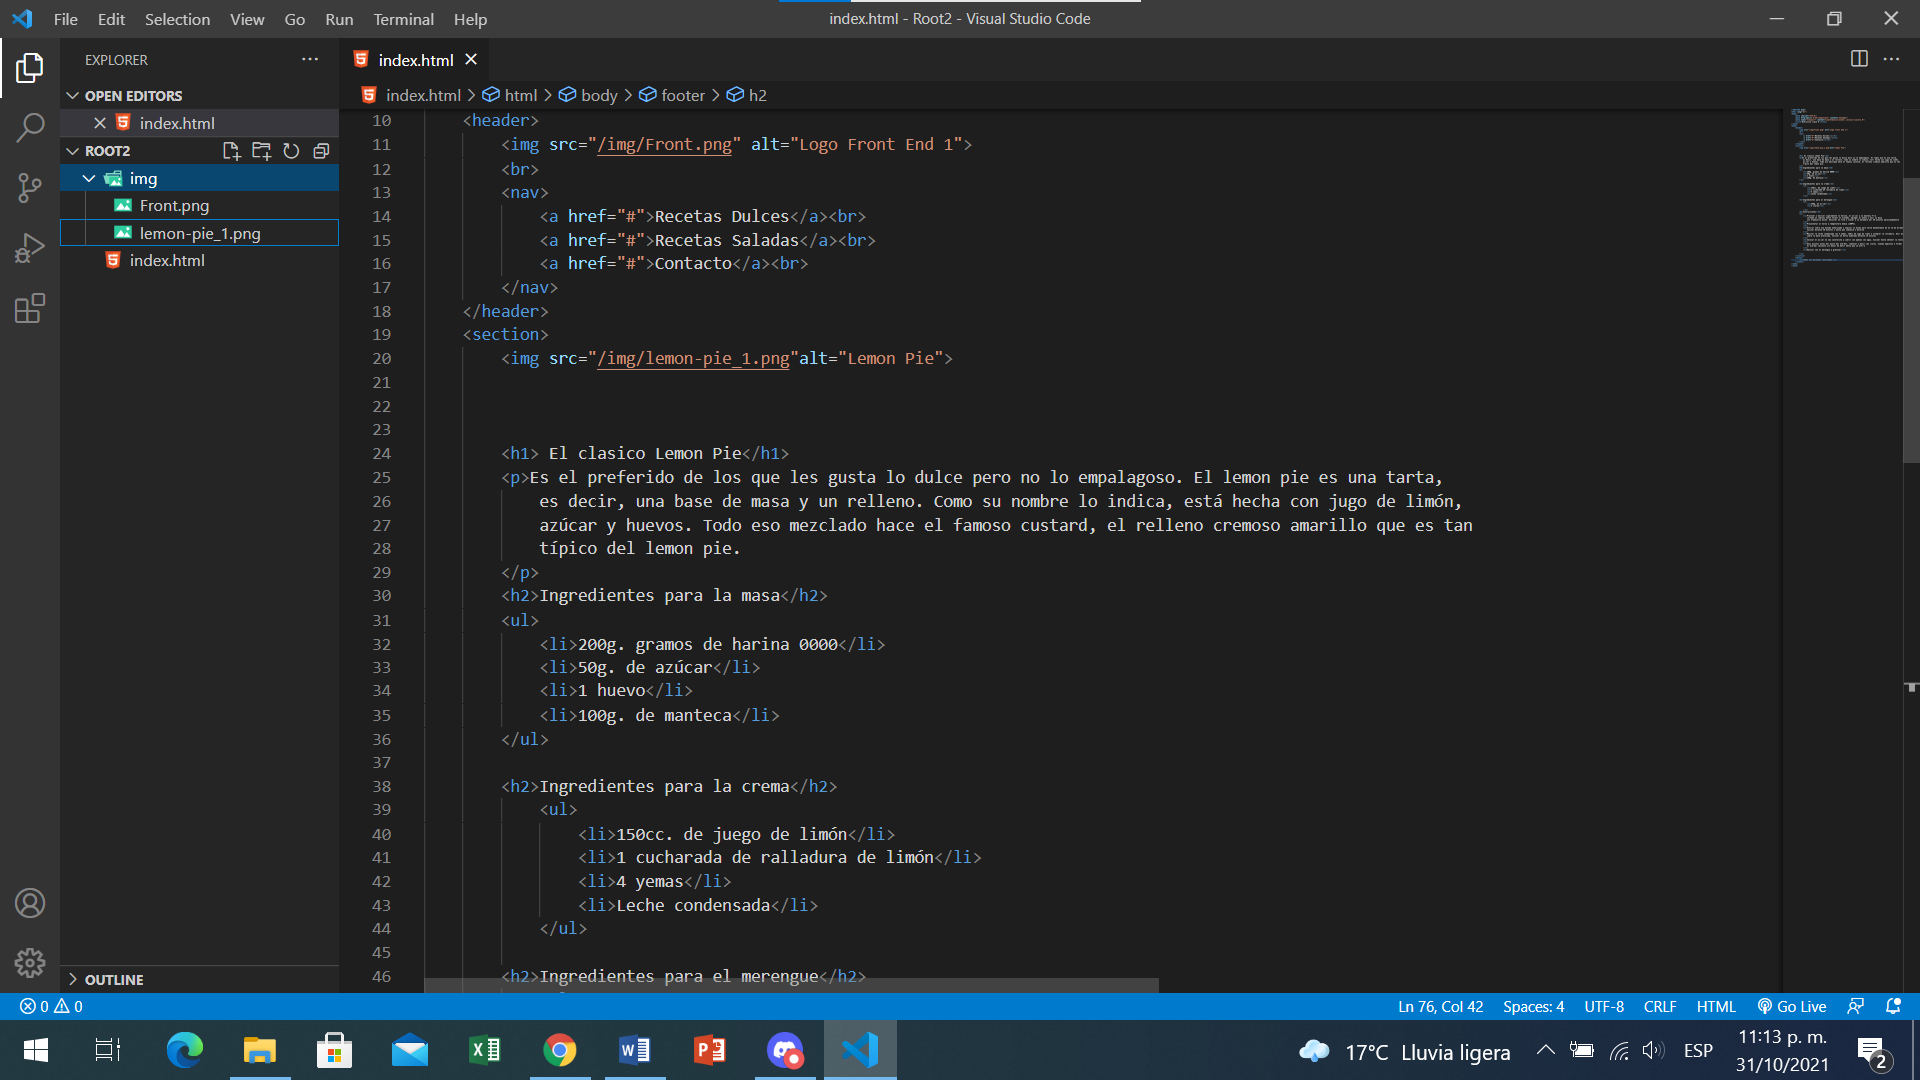 File Edit Selection View Go Run Terminal Help
index.html - Root2 - Visual Studio Code
EXPLORER
OPEN EDITORS
index.html
ROOT2
img
Front.png
lemon-pie_1.png
index.html
OUTLINE
index.html
index.html > html > body > footer > h2
10 <header>
11 <img src="/img/Front.png" alt="Logo Front End 1">
12 <br>
13 <nav>
14 <a href="#">Recetas Dulces</a><br>
15 <a href="#">Recetas Saladas</a><br>
16 <a href="#">Contacto</a><br>
17 </nav>
18 </header>
19 <section>
20 <img src="/img/lemon-pie_1.png"alt="Lemon Pie">
21
22
23
24 <h1> El clasico Lemon Pie</h1>
25 <p>Es el preferido de los que les gusta lo dulce pero no lo empalagoso. El lemon pie es una tarta,
26 es decir, una base de masa y un relleno. Como su nombre lo indica, está hecha con jugo de limón,
27 azúcar y huevos. Todo eso mezclado hace el famoso custard, el relleno cremoso amarillo que es tan
28 típico del lemon pie.
29 </p>
30 <h2>Ingredientes para la masa</h2>
31 <ul>
32 <li>200g. gramos de harina 0000</li>
33 <li>50g. de azúcar</li>
34 <li>1 huevo</li>
35 <li>100g. de manteca</li>
36 </ul>
37
38 <h2>Ingredientes para la crema</h2>
39 <ul>
40 <li>150cc. de juego de limón</li>
41 <li>1 cucharada de ralladura de limón</li>
42 <li>4 yemas</li>
43 <li>Leche condensada</li>
44 </ul>
45
46 <h2>Ingredientes para el merengue</h2>
0 0
Ln 76, Col 42 Spaces: 4 UTF-8 CRLF HTML Go Live
17°C Lluvia ligera
ESP
11:13 p. m.
31/10/2021
2